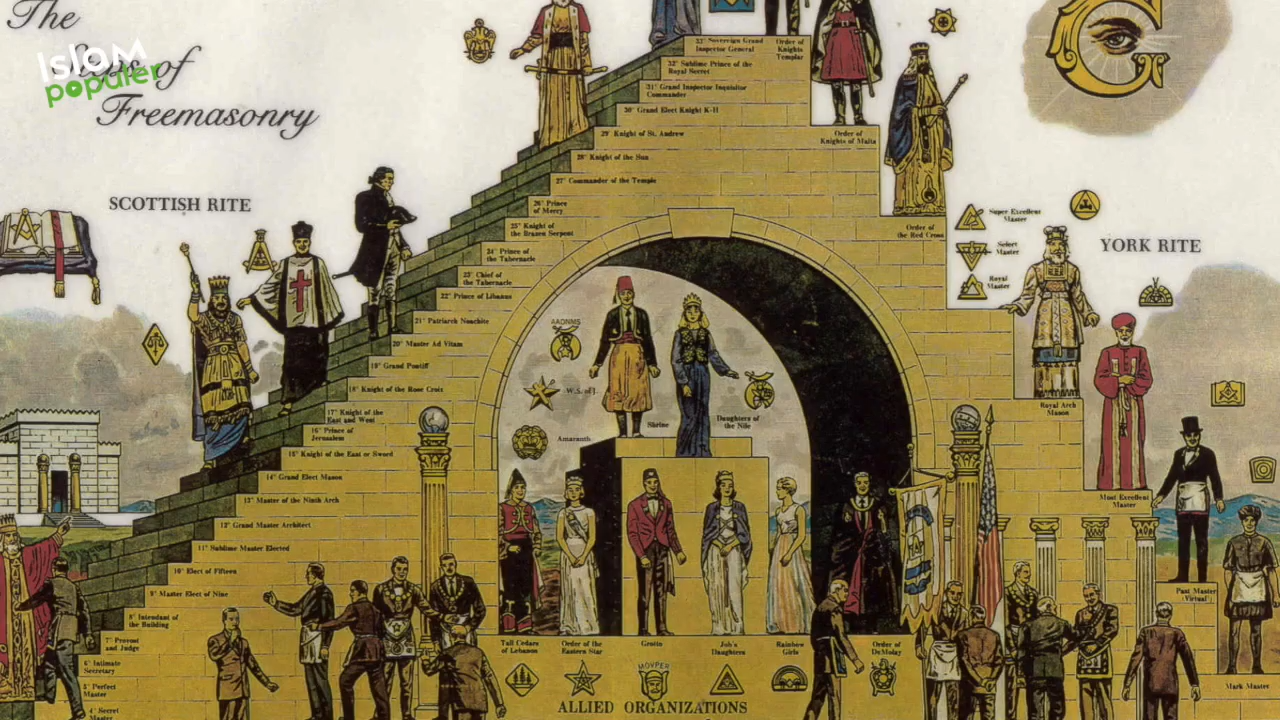 The
of
Freemasonry
Islom
populer
G
33° Sovereign Grand
Inspector General
Order of
Knights
Templar
32° Sublime Prince of the
Royal Secret
31° Grand Inspector Inquisitor
Commander
30° Grand Elect Knight K-H
29° Knight of St. Andrew
28° Knight of the Sun
27° Commander of the Temple
26° Prince
of Mercy
25° Knight of
the Brazen Serpent
24° Prince of
the Tabernacle
23° Chief of
the Tabernacle
22° Prince of Libanus
21° Patriarch Noachite
20° Master Ad Vitam
19° Grand Pontiff
18° Knight of the Rose Croix
17° Knight of the
East and West
16° Prince of
Jerusalem
15° Knight of the East or Sword
14° Grand Elect Mason
13° Master of the Ninth Arch
12° Grand Master Architect
11° Sublime Master Elected
10° Elect of Fifteen
9° Master Elect of Nine
8° Intendant of
the Building
7° Provost
and Judge
6° Intimate
Secretary
5° Perfect
Master
4° Secret
Master
SCOTTISH RITE
Order of
Knights of Malta
Order of
the Red Cross
Super Excellent
Master
Select
Master
Royal
Master
YORK RITE
Royal Arch
Mason
Most Excellent
Master
Past Master
(Virtual)
Mark Master
AAONMS
W.S. of J.
Amaranth
Shrine
Daughters of
the Nile
Tall Cedars
of Lebanon
Order of the
Eastern Star
Grotto
Job's
Daughters
Rainbow
Girls
Order of
DeMolay
MOVPER
ALLIED ORGANIZATIONS